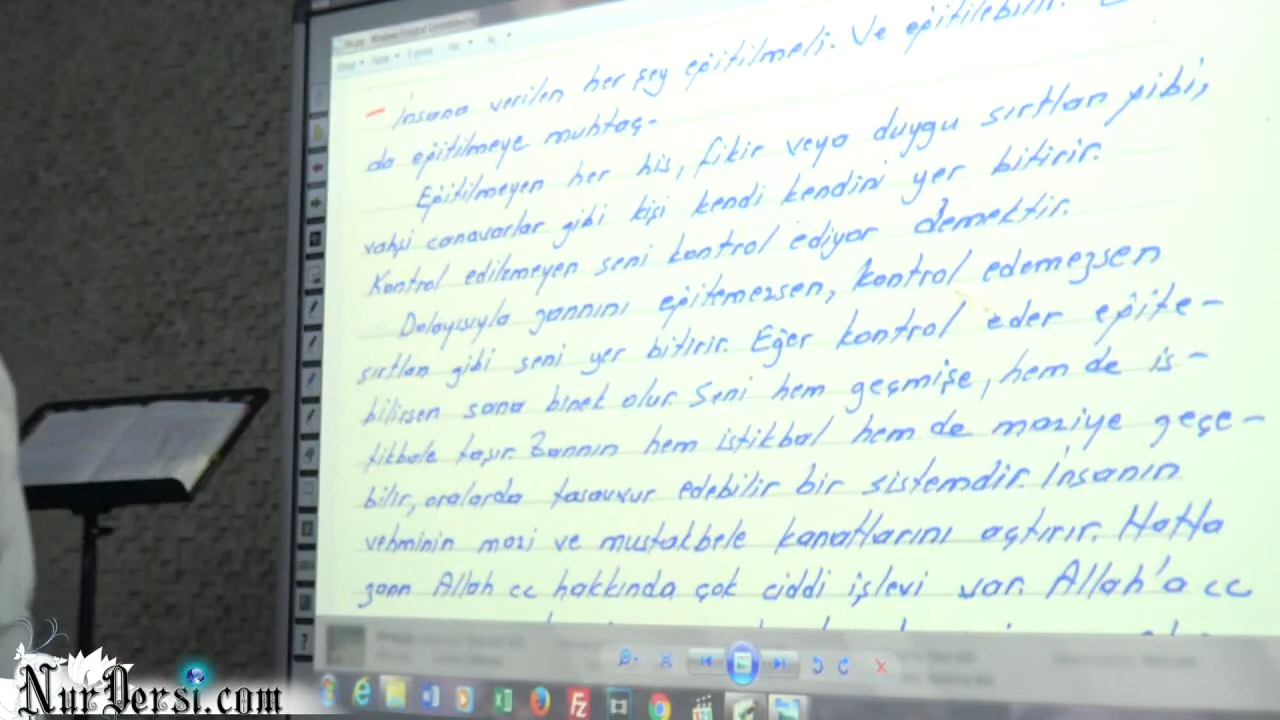 - İnsana verilen her şey eğitilmeli. Ve eğitilebilir.
da eğitilmeye muhtaç-
Eğitilmeyen her his, fikir veya duygu sırtlan gibi,
vahşi canavarlar gibi kişi kendi kendini yer bitirir.
Kontrol edilemeyen seni kontrol ediyor demektir.
Dolayısıyla zannını eğitemezsen, kontrol edemezsen
sırtlan gibi seni yer bitirir. Eğer kontrol eder eğite-
bilirsen sana binek olur. Seni hem geçmişe, hem de is-
tikbale taşır. Zannın hem istikbal hem de maziye geçe-
bilir, oralarda tasavvur edebilir bir sistemdir. İnsanın
vehminin mazi ve mustakbele kanatlarını açtırır. Hatta
zann Allah cc hakkında çok ciddi işlevi var. Allah'a cc
NurDersi.com